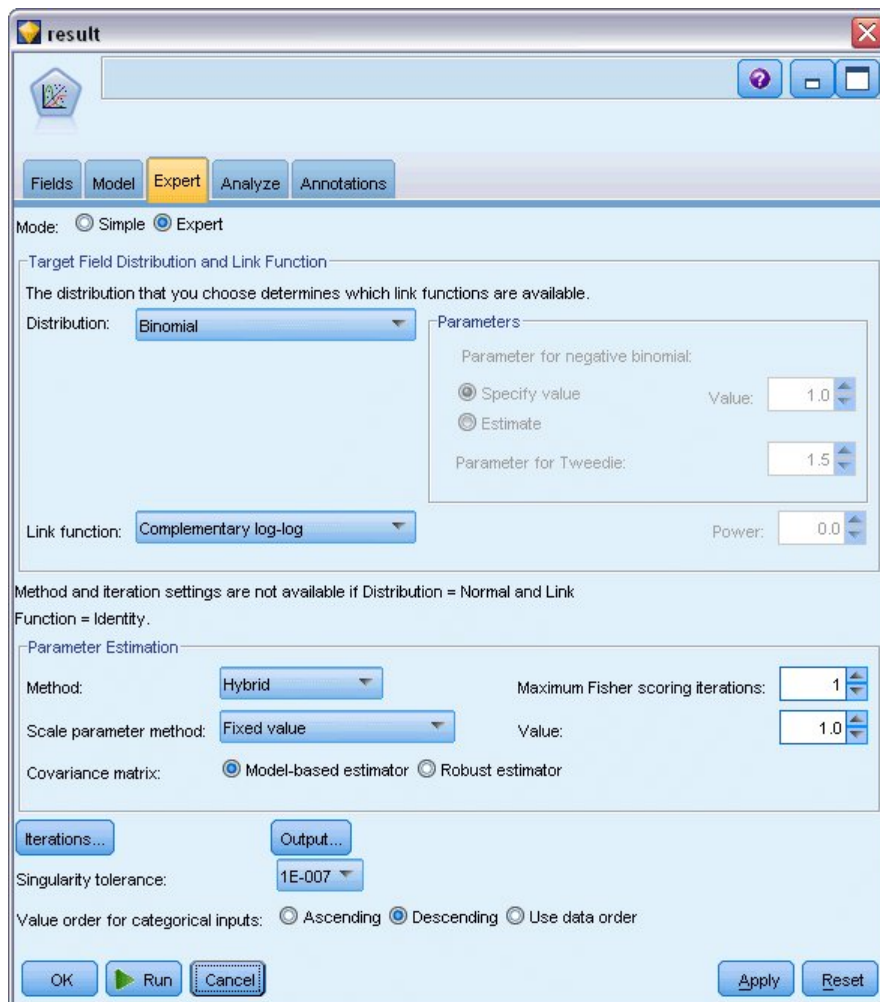 result
Fields Model Expert Analyze Annotations
Mode: Simple Expert
Target Field Distribution and Link Function
The distribution that you choose determines which link functions are available.
Distribution: Binomial
Parameters
Parameter for negative binomial:
Specify value Value: 1.0
Estimate
Parameter for Tweedie: 1.5
Link function: Complementary log-log Power: 0.0
Method and iteration settings are not available if Distribution = Normal and Link
Function = Identity.
Parameter Estimation
Method: Hybrid Maximum Fisher scoring iterations: 1
Scale parameter method: Fixed value Value: 1.0
Covariance matrix: Model-based estimator Robust estimator
Iterations... Output...
Singularity tolerance: 1E-007
Value order for categorical inputs: Ascending Descending Use data order
OK Run Cancel Apply Reset